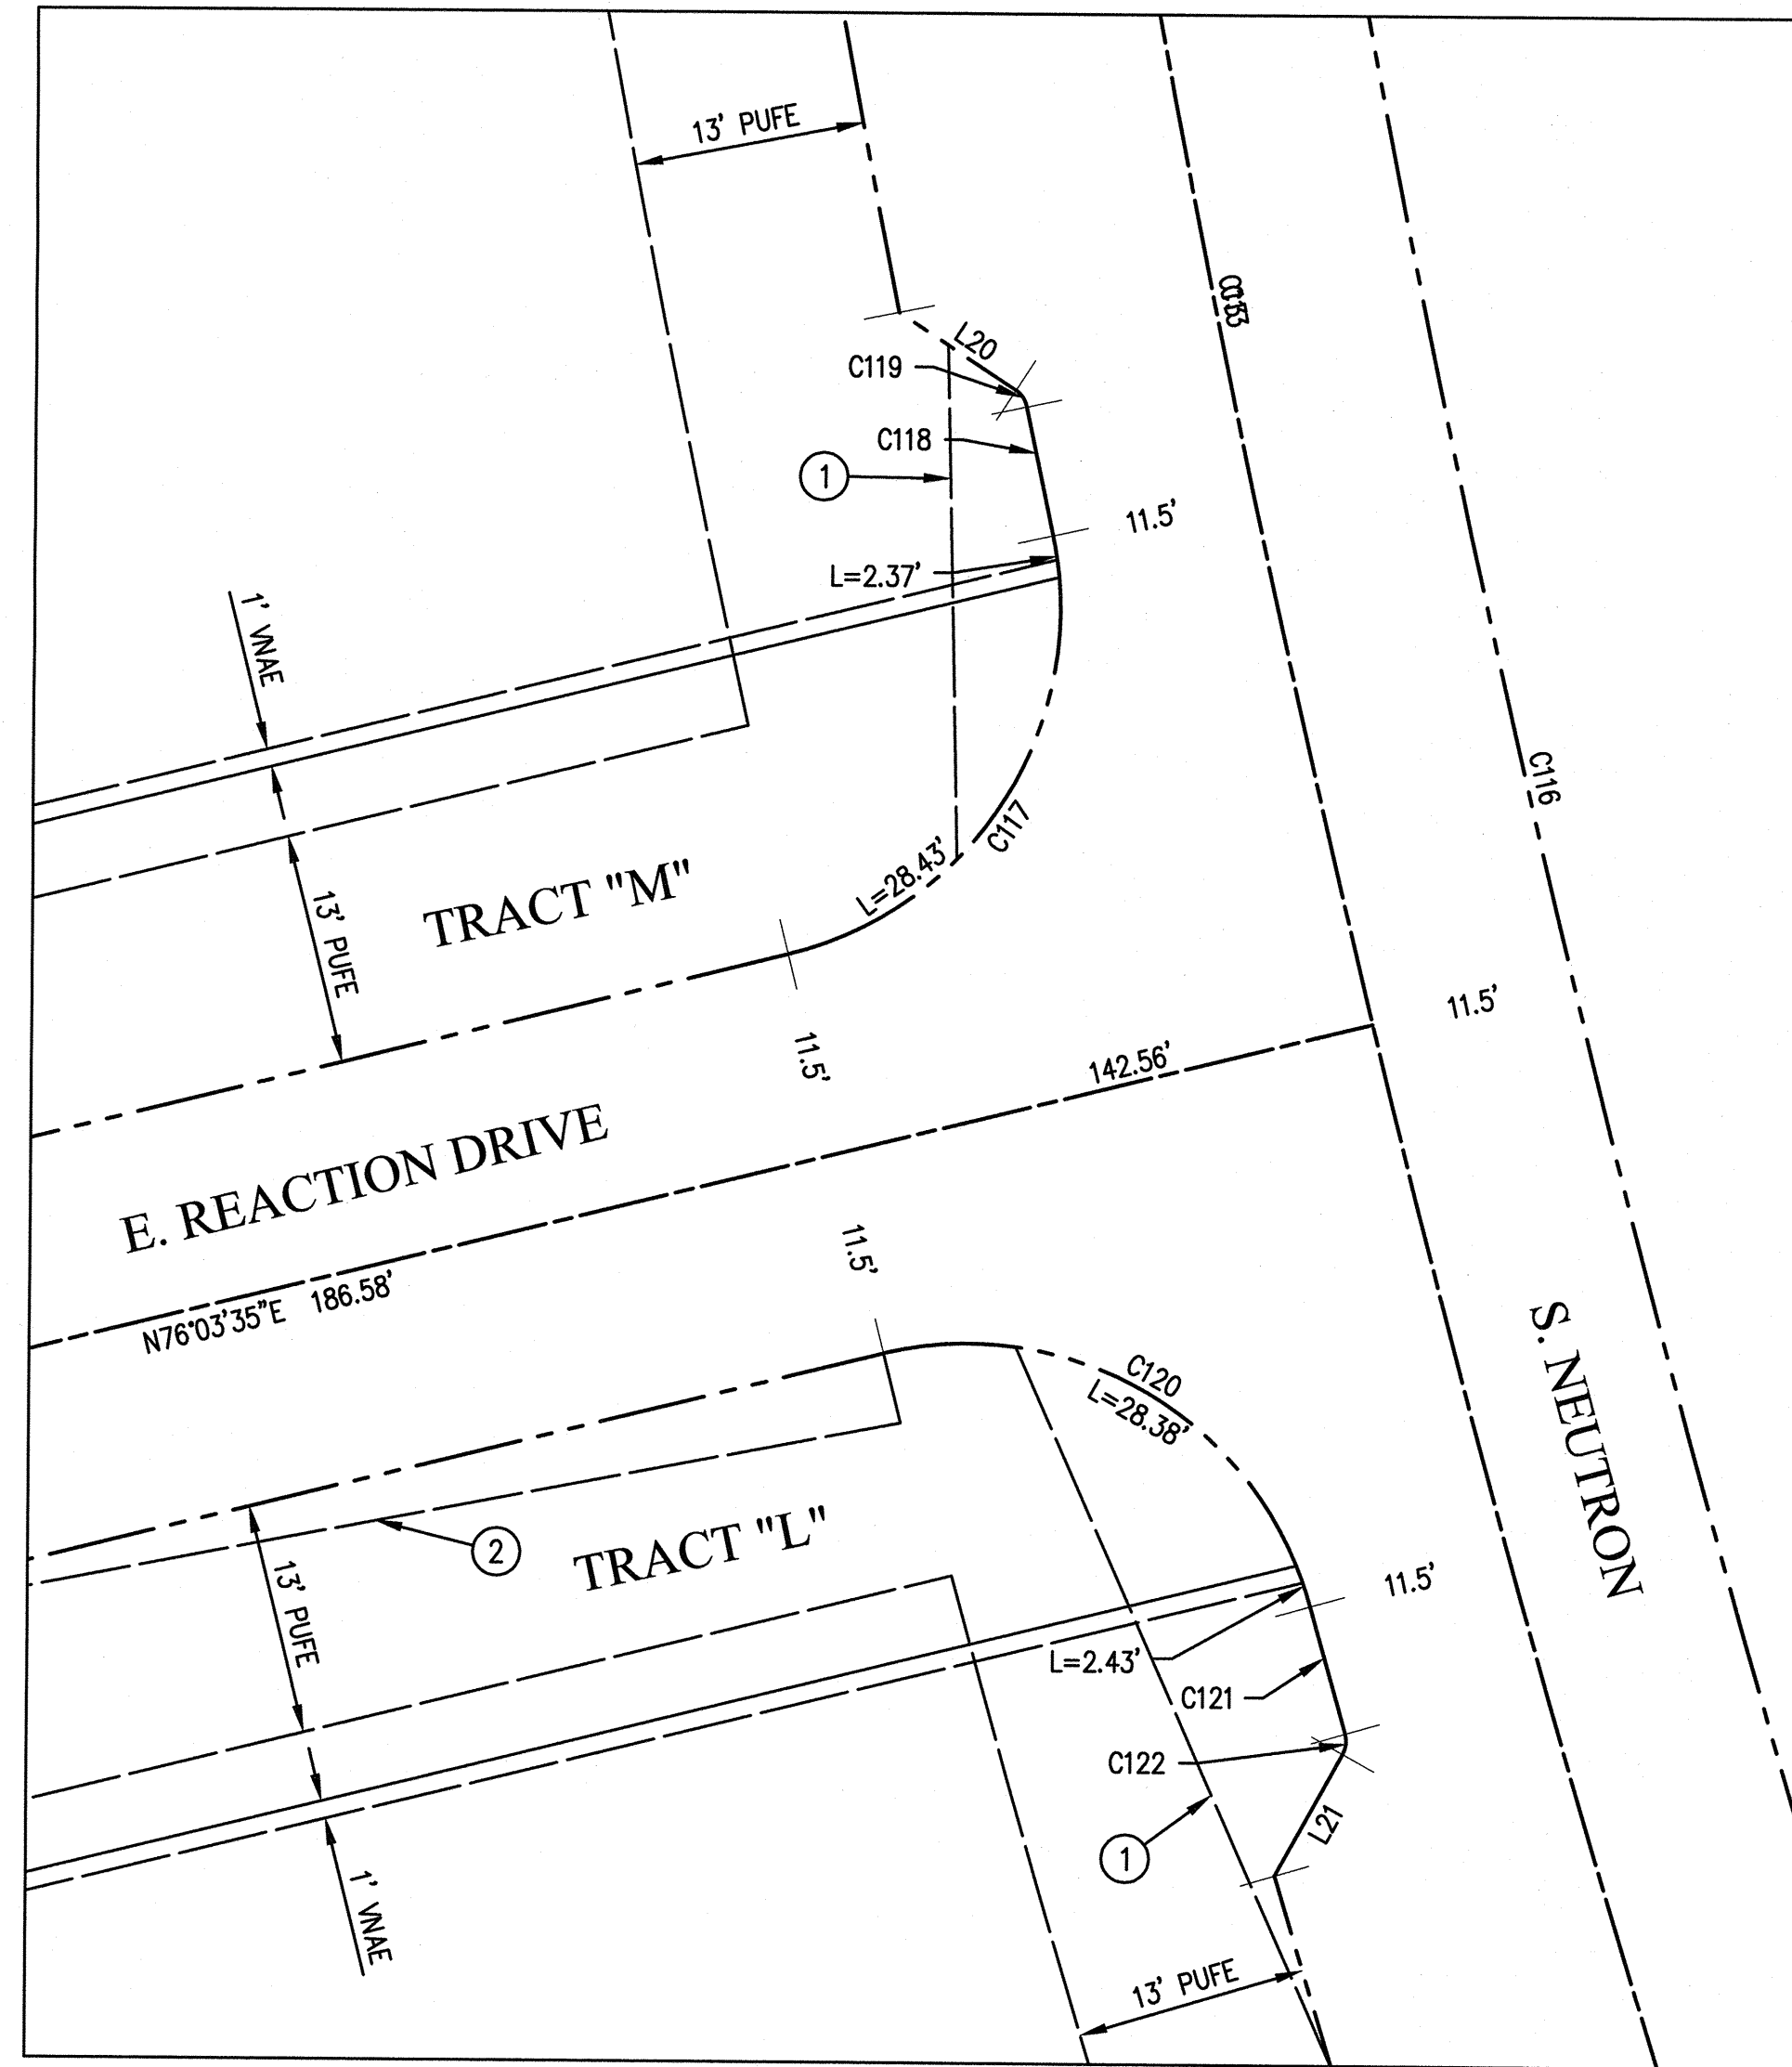 13' PUFE
L20
C119
C118
1
11.5'
L=2.37'
1' VNAE
C116
C117
L=28.43'
TRACT "M"
13' PUFE
11.5'
11.5'
142.56'
E. REACTION DRIVE
11.5'
N76°03'35"E 186.58'
S. NEUTRON
C120
L=28.38'
2
TRACT "L"
13' PUFE
11.5'
L=2.43'
C121
C122
L21
1
1' VNAE
13' PUFE